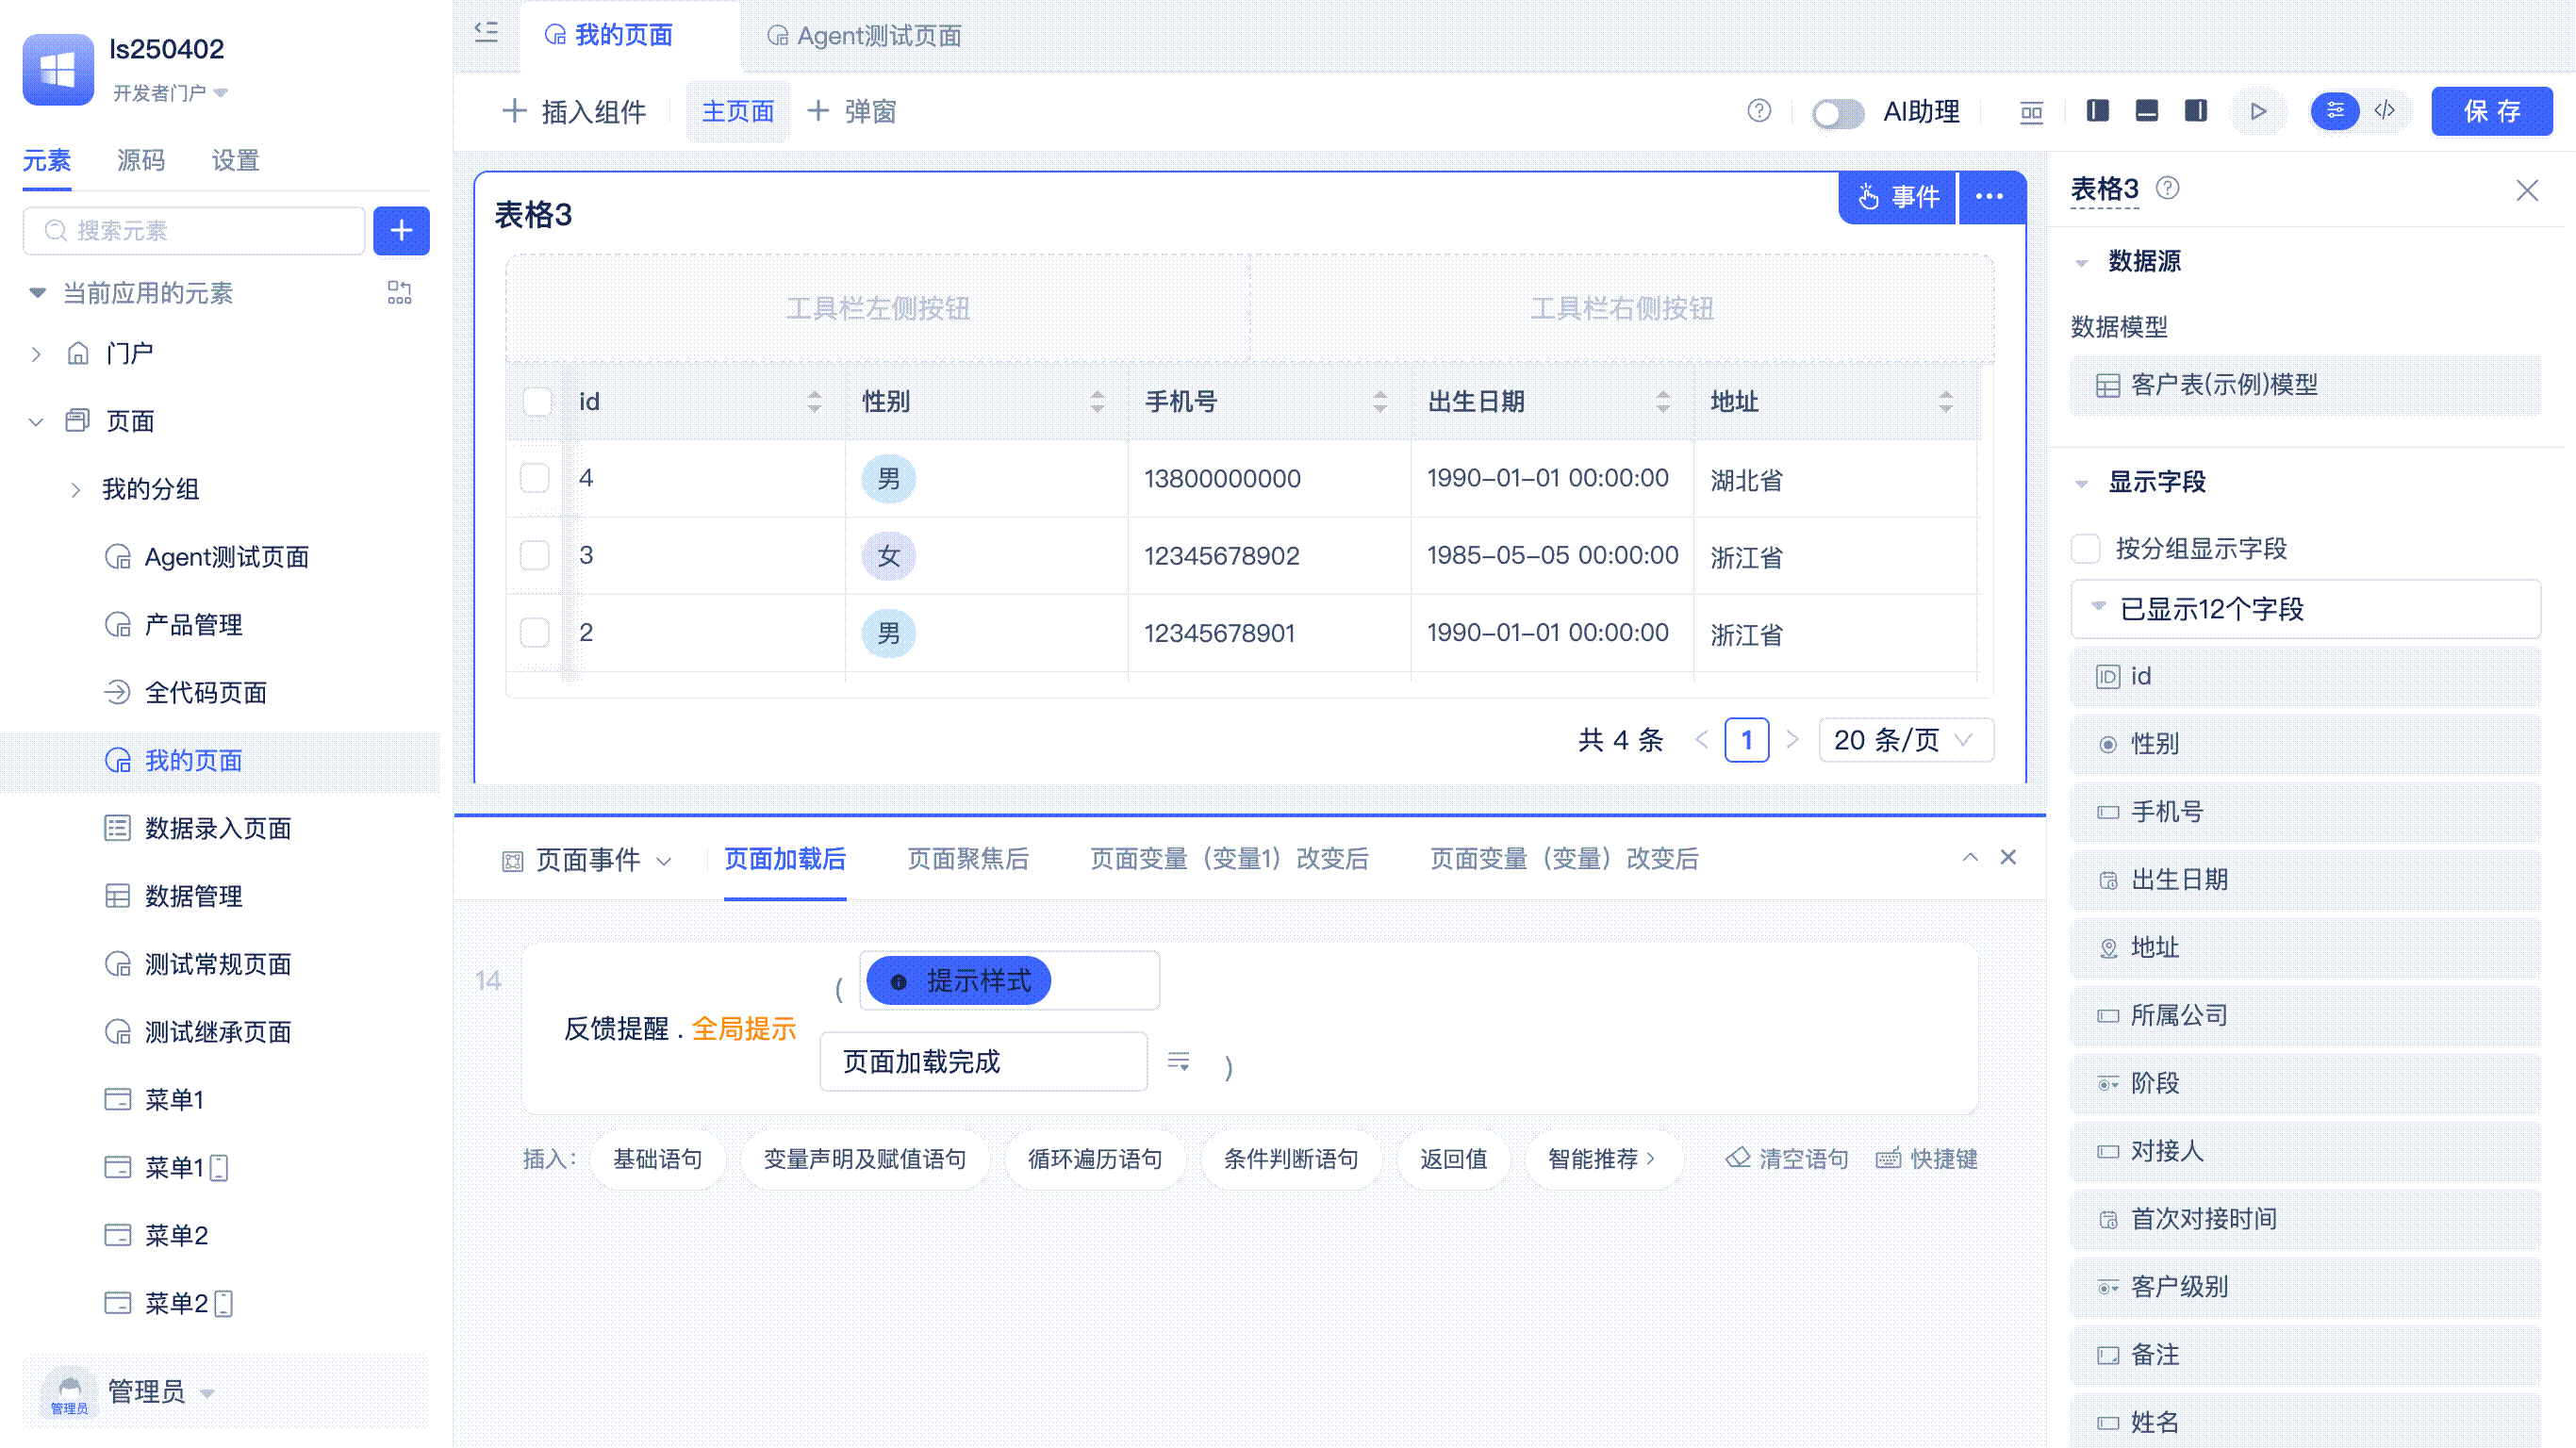 ls250402
开发者门户
元素 源码 设置
搜索元素
当前应用的元素
门户
页面
我的分组
Agent测试页面
产品管理
全代码页面
我的页面
数据录入页面
数据管理
测试常规页面
测试继承页面
菜单1
菜单1
菜单2
菜单2
管理员
管理员
我的页面 Agent测试页面
插入组件 主页面 弹窗
AI助理 保存
表格3
事件
工具栏左侧按钮 工具栏右侧按钮
id 性别 手机号 出生日期 地址
4 男 13800000000 1990-01-01 00:00:00 湖北省
3 女 12345678902 1985-05-05 00:00:00 浙江省
2 男 12345678901 1990-01-01 00:00:00 浙江省
共 4 条 1 20 条/页
页面事件 页面加载后 页面聚焦后 页面变量（变量1）改变后 页面变量（变量）改变后
14
( 提示样式
反馈提醒 . 全局提示
页面加载完成 )
插入： 基础语句 变量声明及赋值语句 循环遍历语句 条件判断语句 返回值 智能推荐 清空语句 快捷键
表格3
数据源
数据模型
客户表(示例)模型
显示字段
按分组显示字段
已显示12个字段
id
性别
手机号
出生日期
地址
所属公司
阶段
对接人
首次对接时间
客户级别
备注
姓名